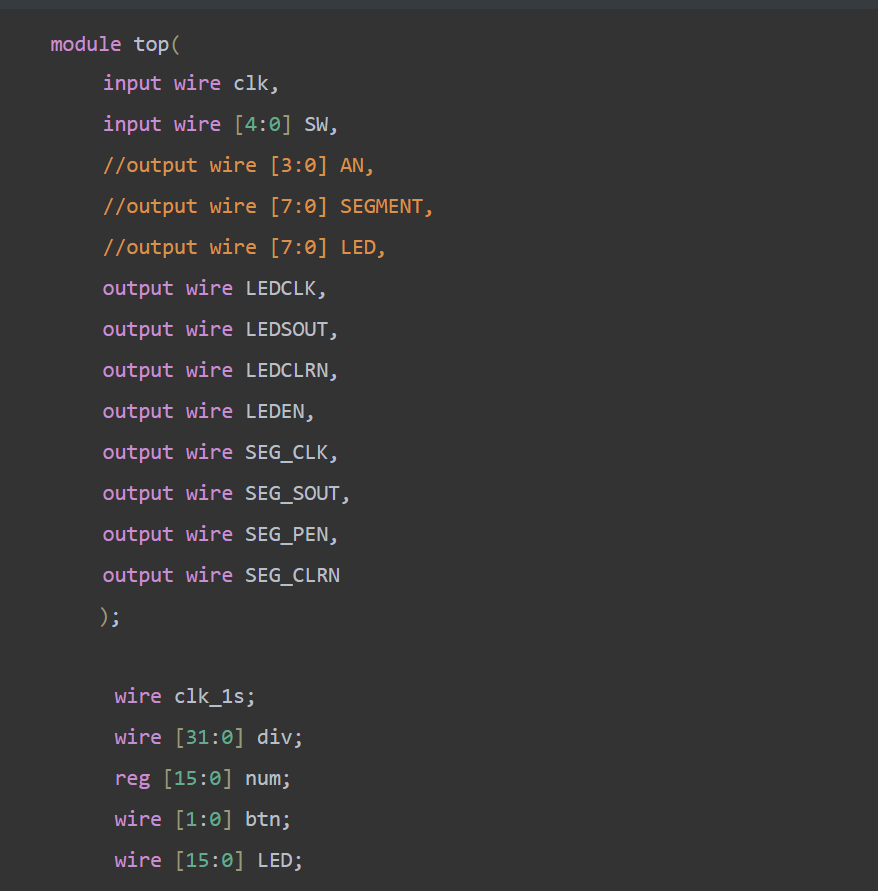 module top(
input wire clk,
input wire [4:0] SW,
//output wire [3:0] AN,
//output wire [7:0] SEGMENT,
//output wire [7:0] LED,
output wire LEDCLK,
output wire LEDSOUT,
output wire LEDCLRN,
output wire LEDEN,
output wire SEG_CLK,
output wire SEG_SOUT,
output wire SEG_PEN,
output wire SEG_CLRN
);
wire clk_1s;
wire [31:0] div;
reg [15:0] num;
wire [1:0] btn;
wire [15:0] LED;